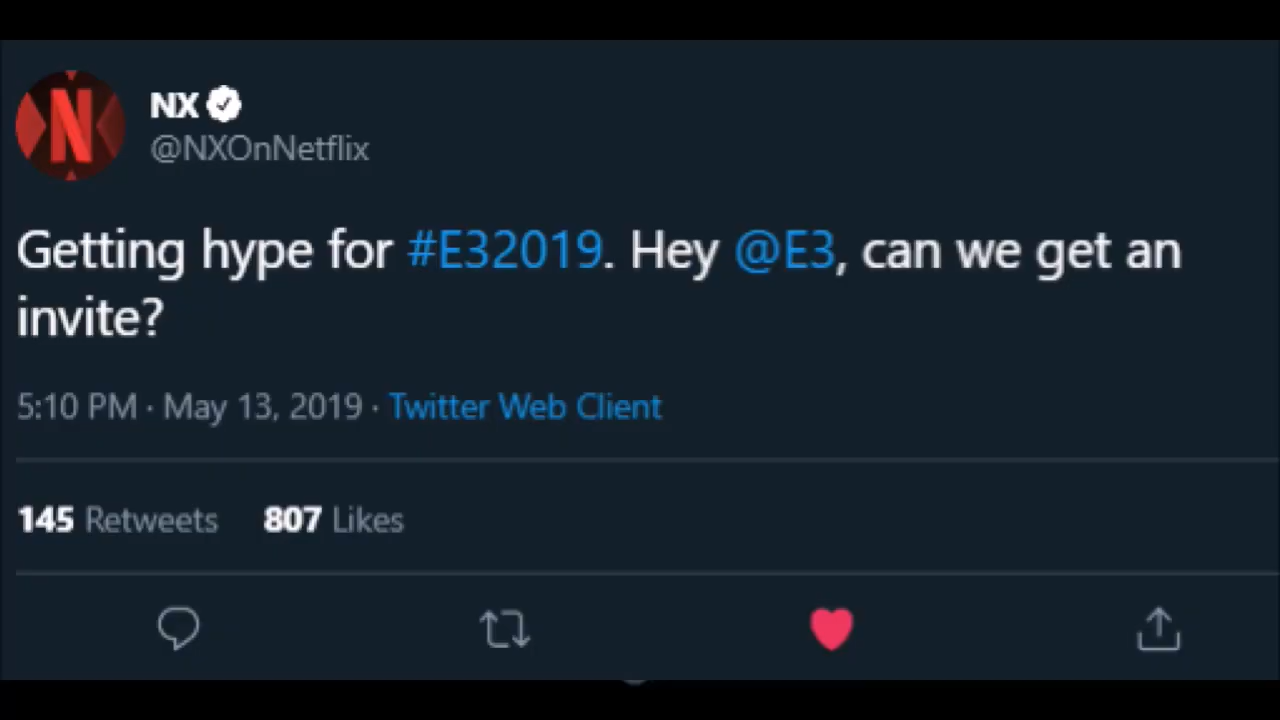 N
NX
@NXOnNetflix
Getting hype for #E32019. Hey @E3, can we get an
invite?
5:10 PM · May 13, 2019 · Twitter Web Client
145 Retweets 807 Likes